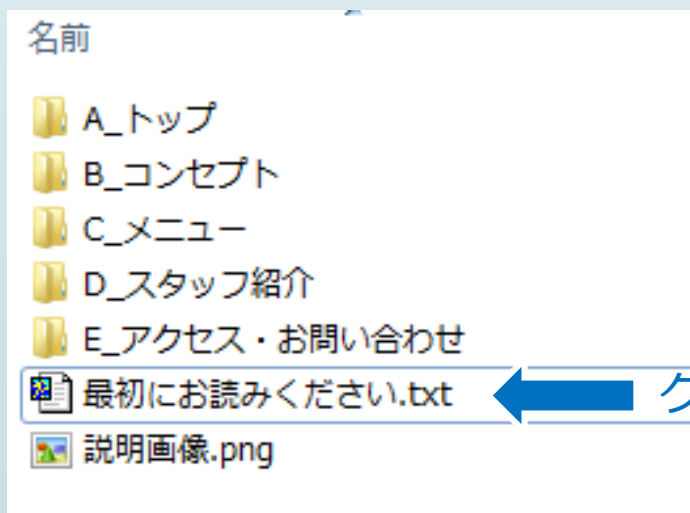 名前
A_トップ
B_コンセプト
C_メニュー
D_スタッフ紹介
E_アクセス・お問い合わせ
最初にお読みください.txt
説明画像.png